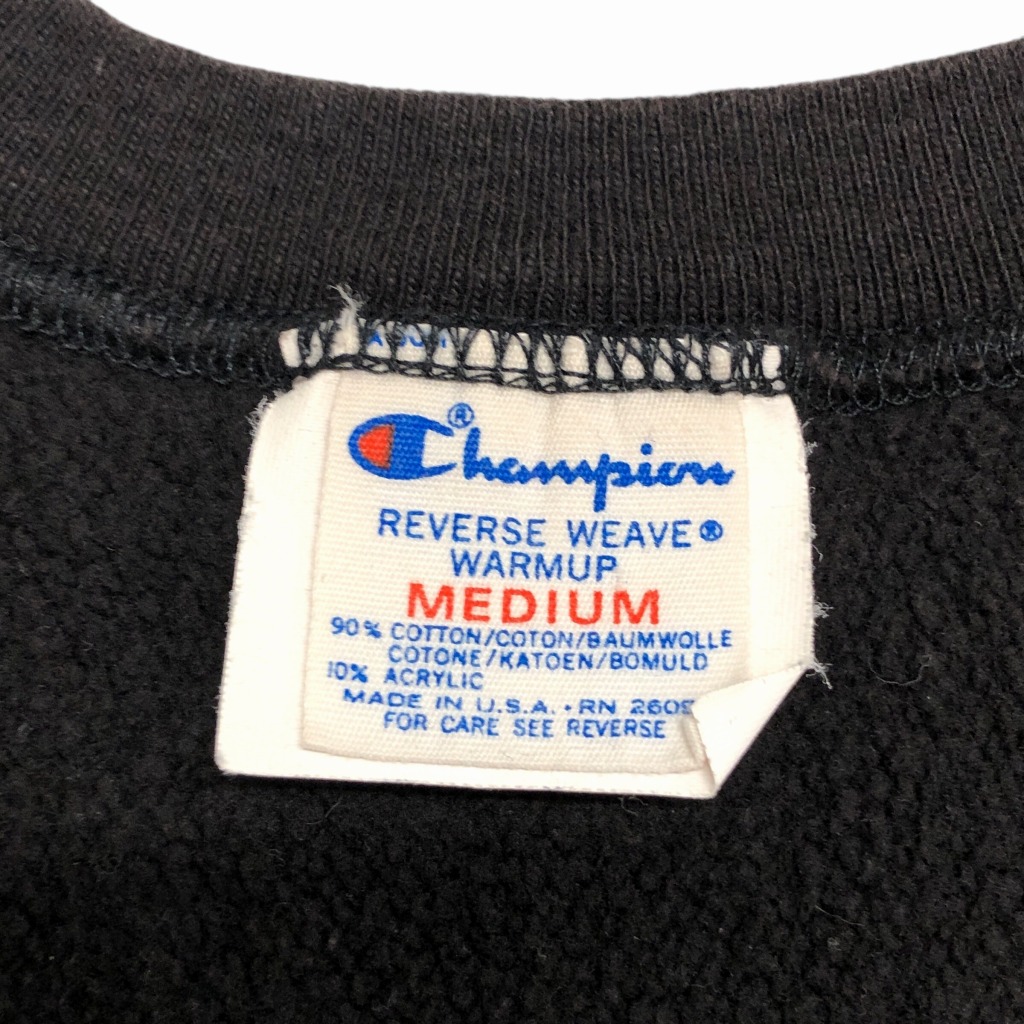 Champion®
REVERSE WEAVE®
WARMUP
MEDIUM
90% COTTON/COTON/BAUMWOLLE
COTONE/KATOEN/BOMULD
10% ACRYLIC
MADE IN U.S.A. • RN
FOR CARE SEE REVERSE